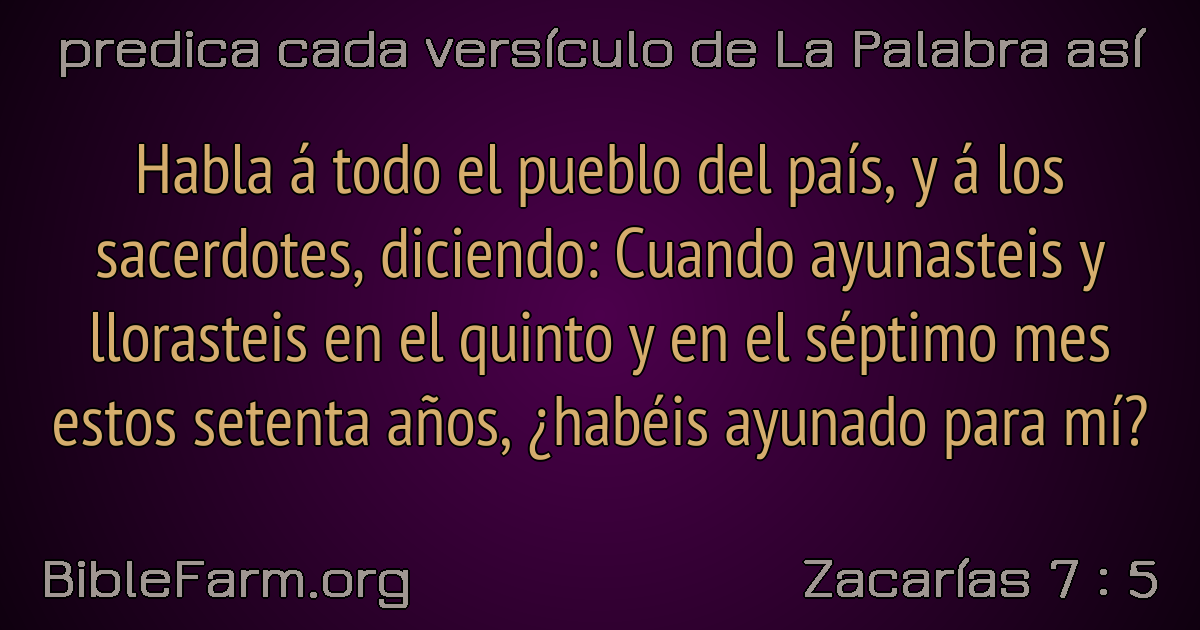 predica cada versículo de La Palabra así
Habla á todo el pueblo del país, y á los
sacerdotes, diciendo: Cuando ayunasteis y
llorasteis en el quinto y en el séptimo mes
estos setenta años, ¿habéis ayunado para mí?
BibleFarm.org
Zacarías 7 : 5